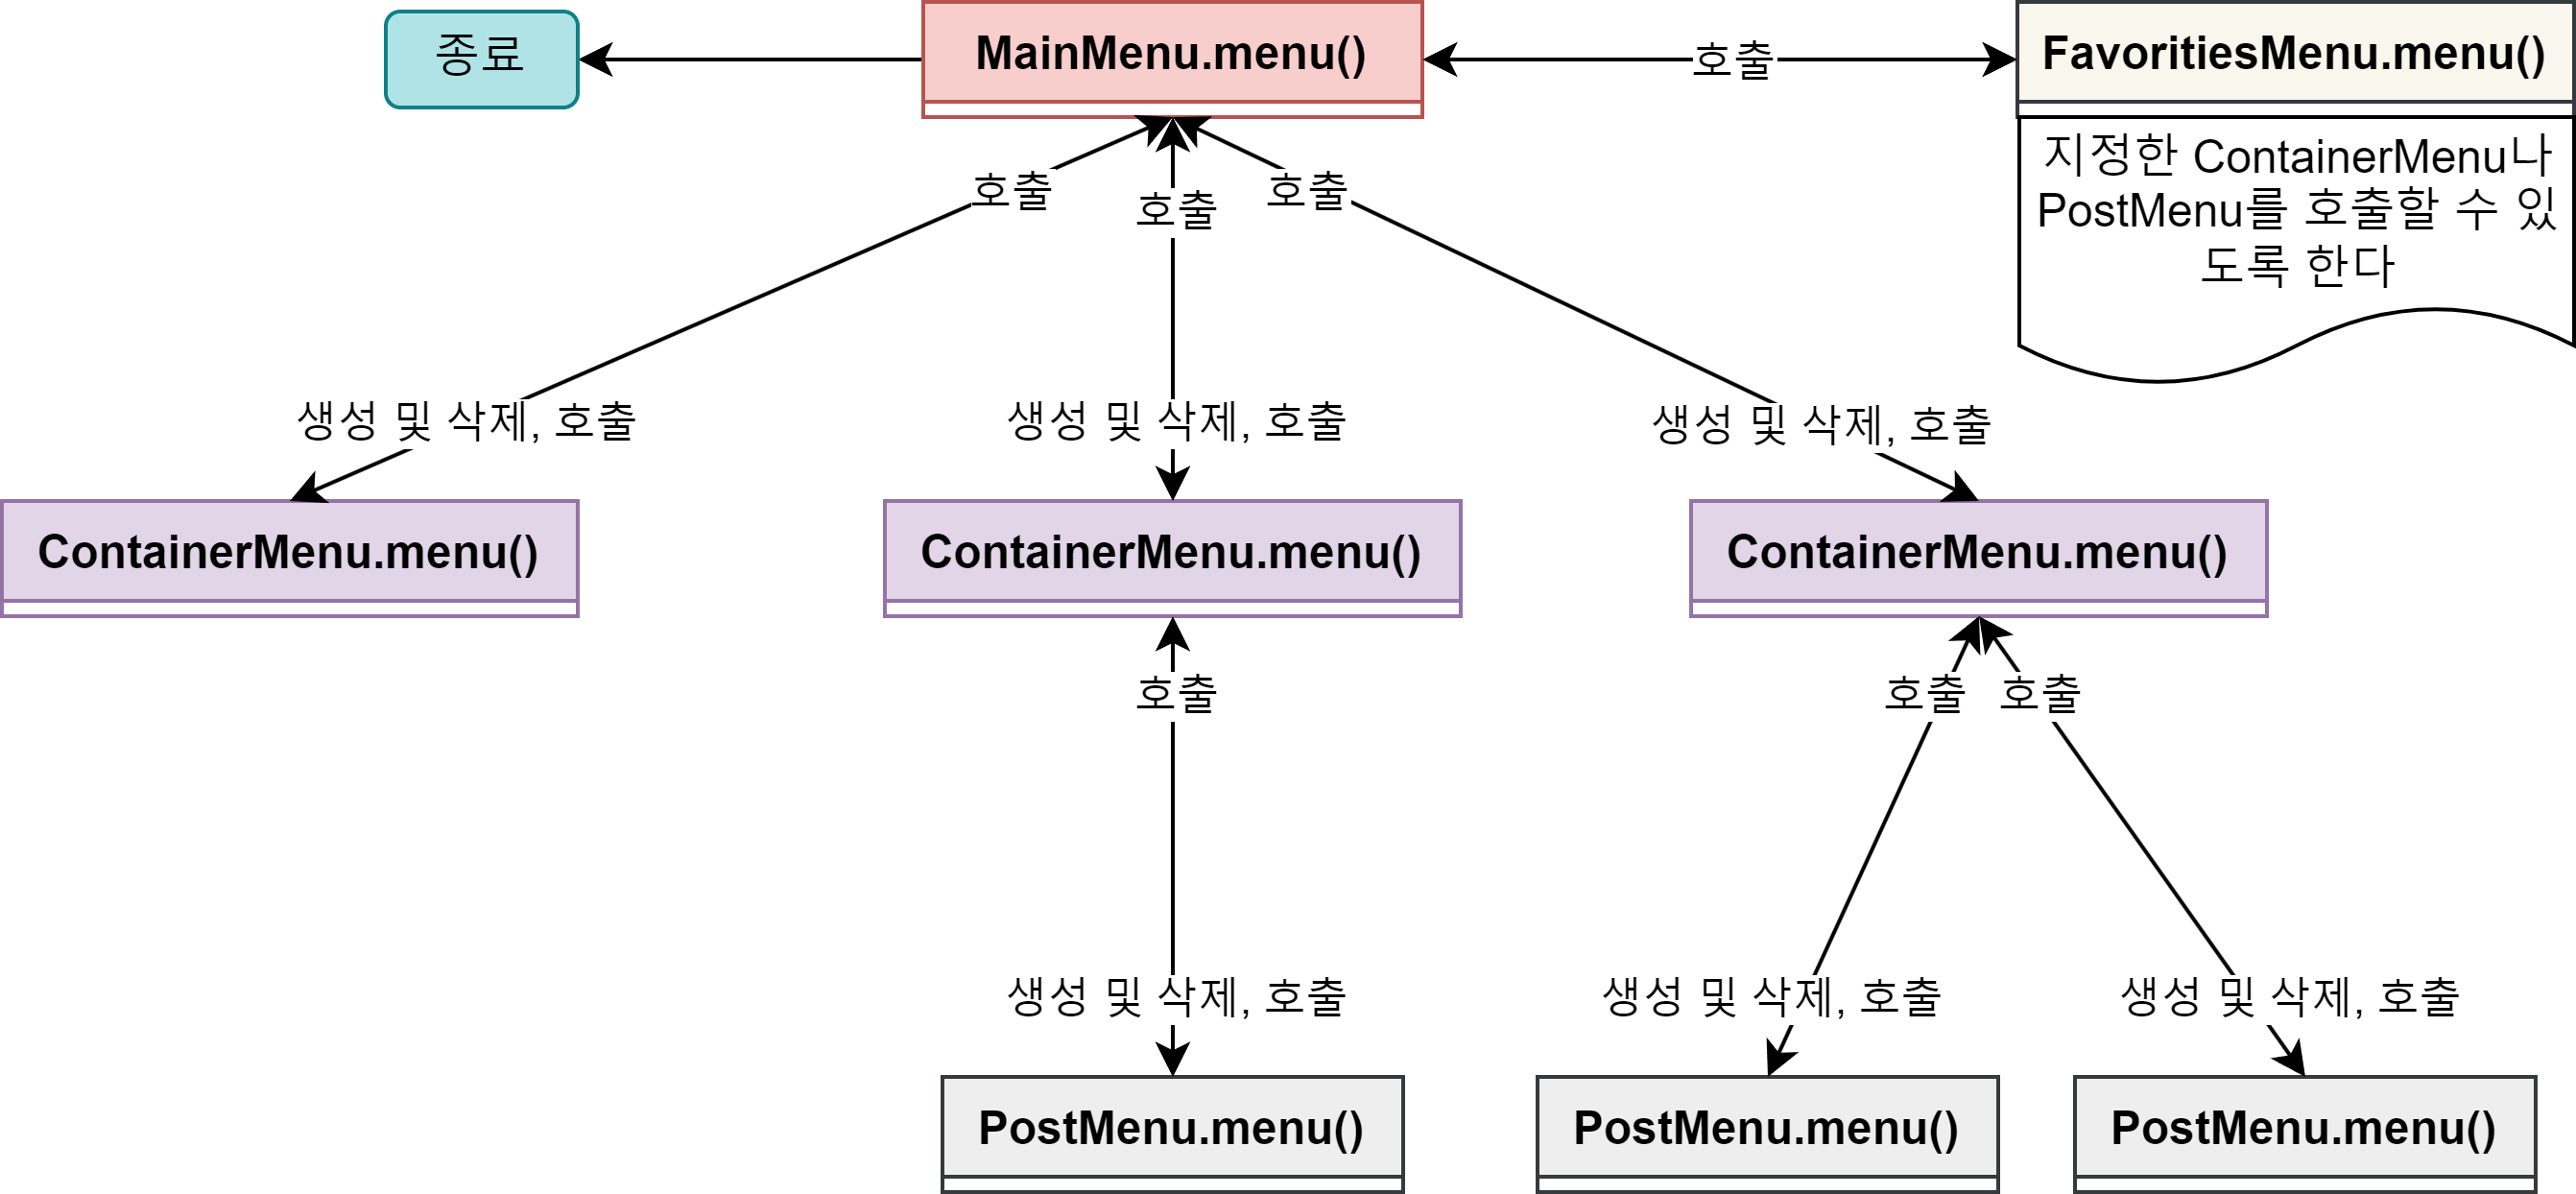 종료
MainMenu.menu()
호출
FavoritiesMenu.menu()
지정한 ContainerMenu나
PostMenu를 호출할 수 있
도록 한다
호출
호출
호출
생성 및 삭제, 호출
생성 및 삭제, 호출
생성 및 삭제, 호출
ContainerMenu.menu()
ContainerMenu.menu()
ContainerMenu.menu()
호출
호출
호출
생성 및 삭제, 호출
생성 및 삭제, 호출
생성 및 삭제, 호출
PostMenu.menu()
PostMenu.menu()
PostMenu.menu()